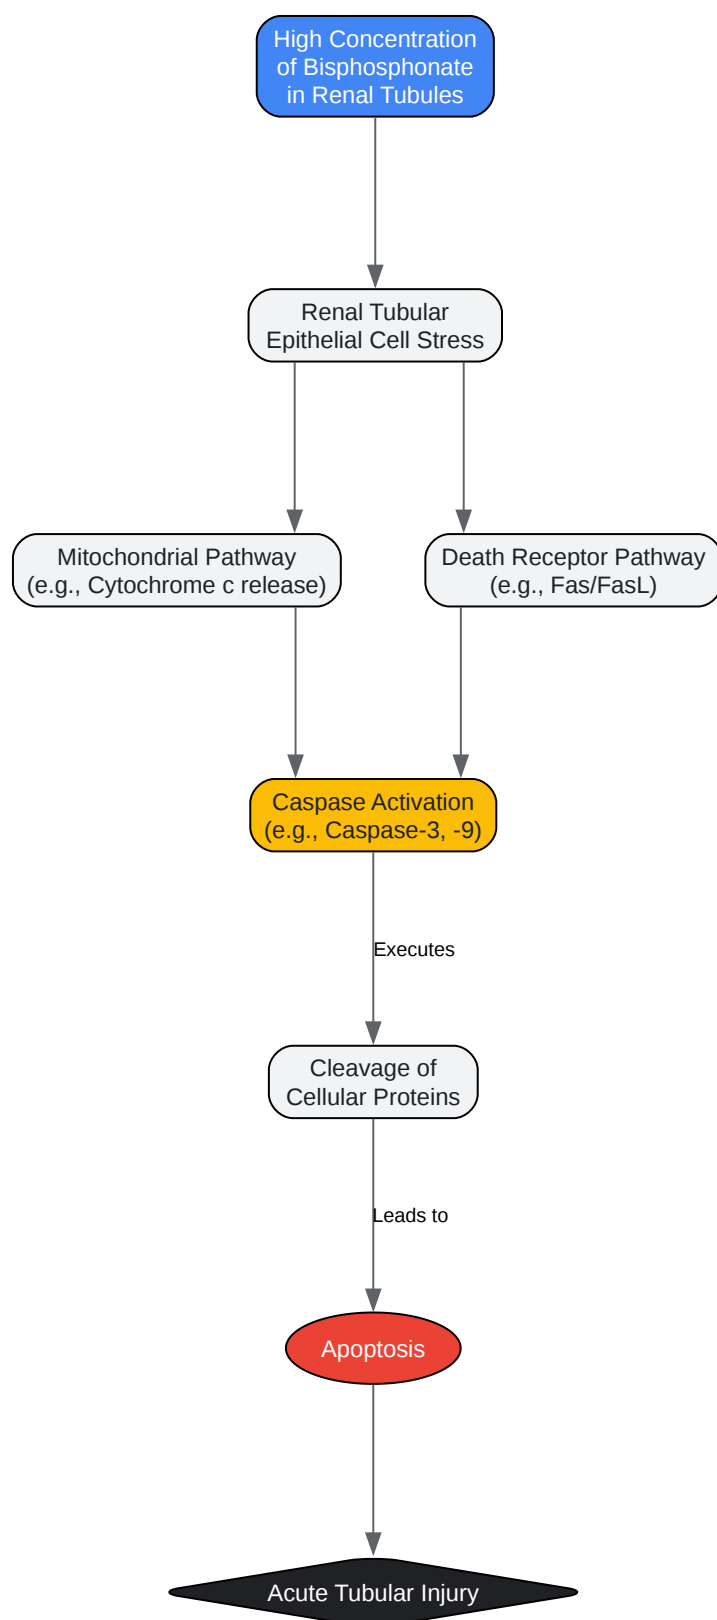 High Concentration
of Bisphosphonate
in Renal Tubules
Renal Tubular
Epithelial Cell Stress
Mitochondrial Pathway
(e.g., Cytochrome c release)
Death Receptor Pathway
(e.g., Fas/FasL)
Caspase Activation
(e.g., Caspase-3, -9)
Executes
Cleavage of
Cellular Proteins
Leads to
Apoptosis
Acute Tubular Injury